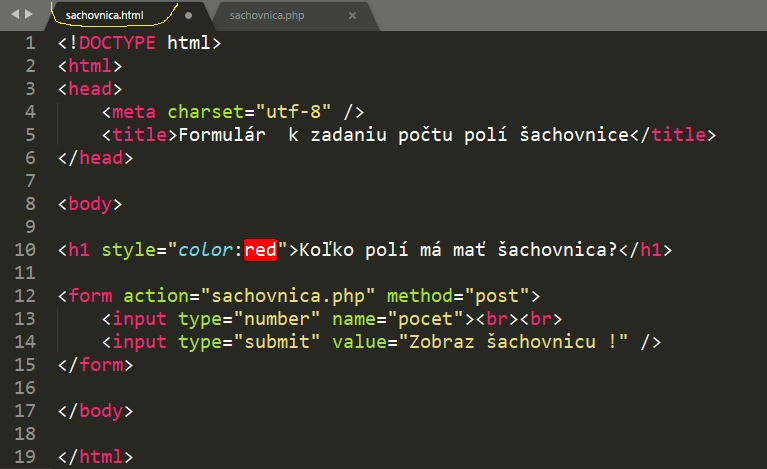 sachovnica.html sachovnica.php
1 <!DOCTYPE html>
2 <html>
3 <head>
4 <meta charset="utf-8" />
5 <title>Formulár  k zadaniu počtu polí šachovnice</title>
6 </head>
7
8 <body>
9
10 <h1 style="color:red">Koľko polí má mať šachovnica?</h1>
11
12 <form action="sachovnica.php" method="post">
13 <input type="number" name="pocet"><br><br>
14 <input type="submit" value="Zobraz šachovnicu !" />
15 </form>
16
17 </body>
18
19 </html>